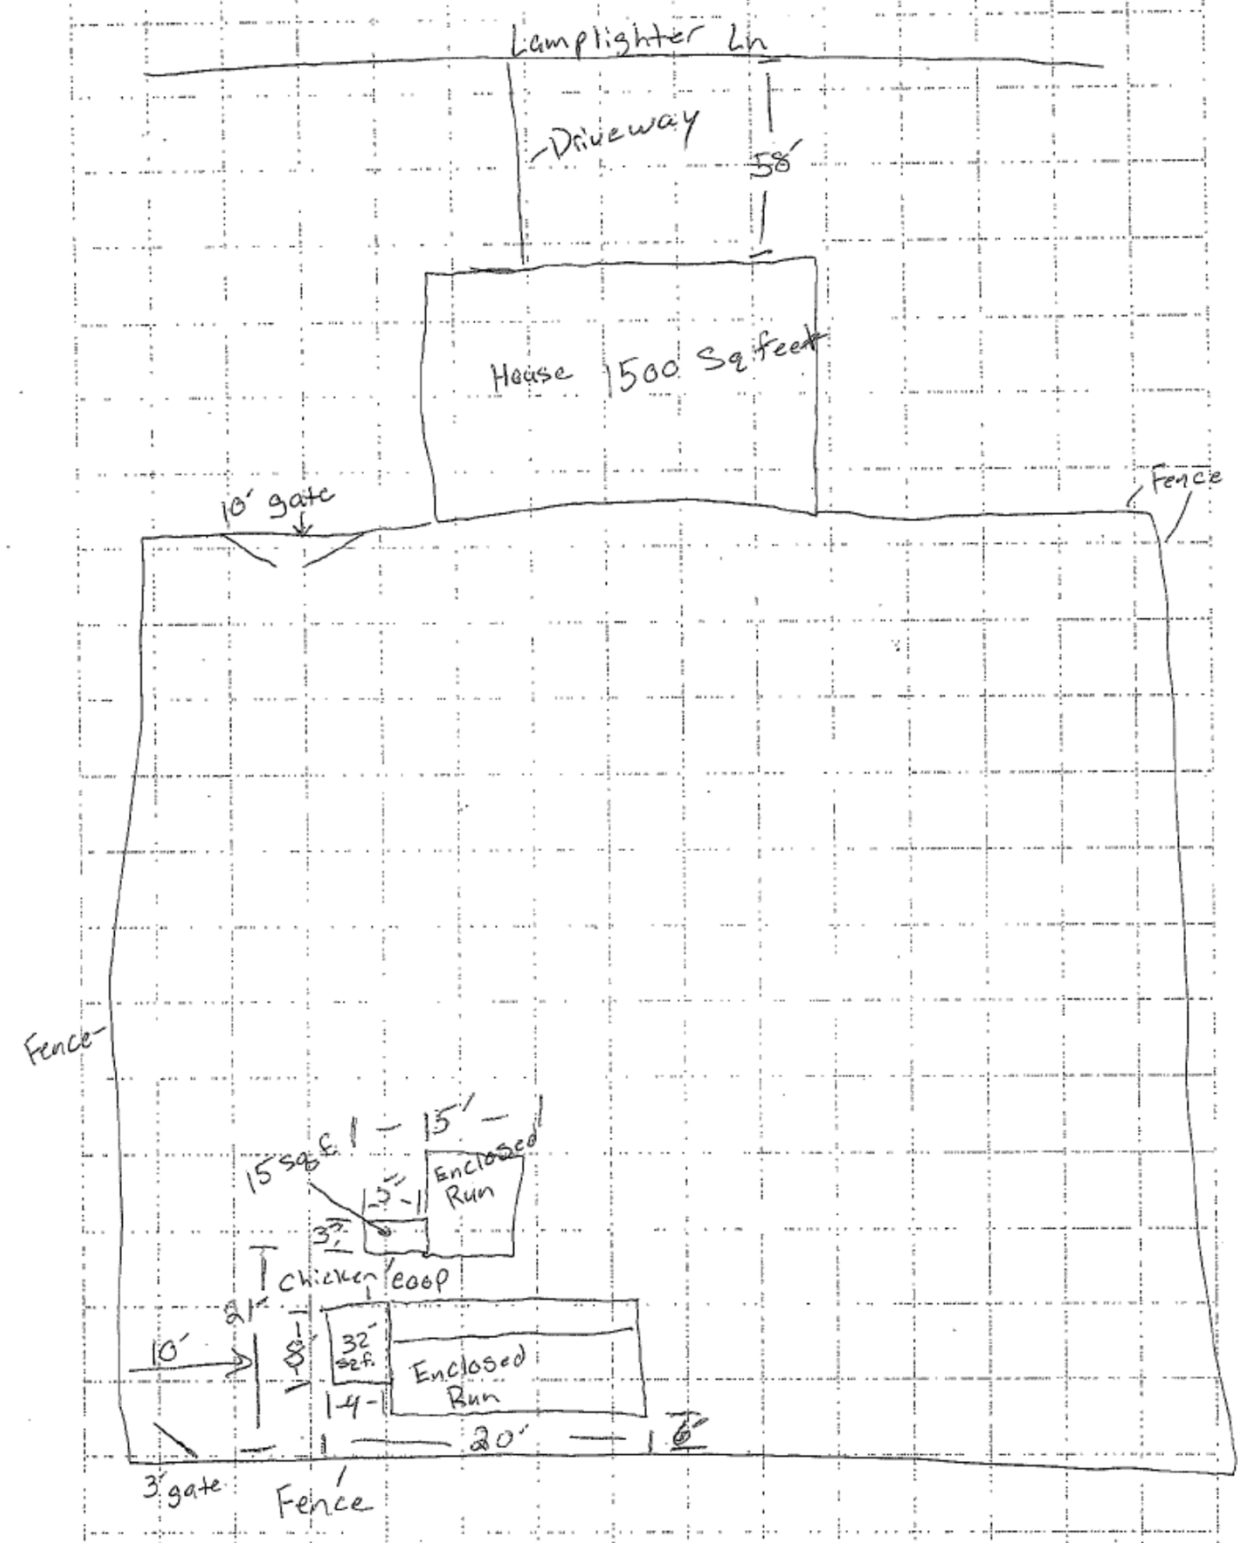 Lamplighter Ln
Driveway
58'
House 1500 Sq feet
10' gate
Fence
Fence
15'
15 sq f.
5'
Enclosed
Run
3'
Chicken coop
21'
10'
8'
32'
sq f.
Enclosed
Run
4
20'
6'
3' gate
Fence